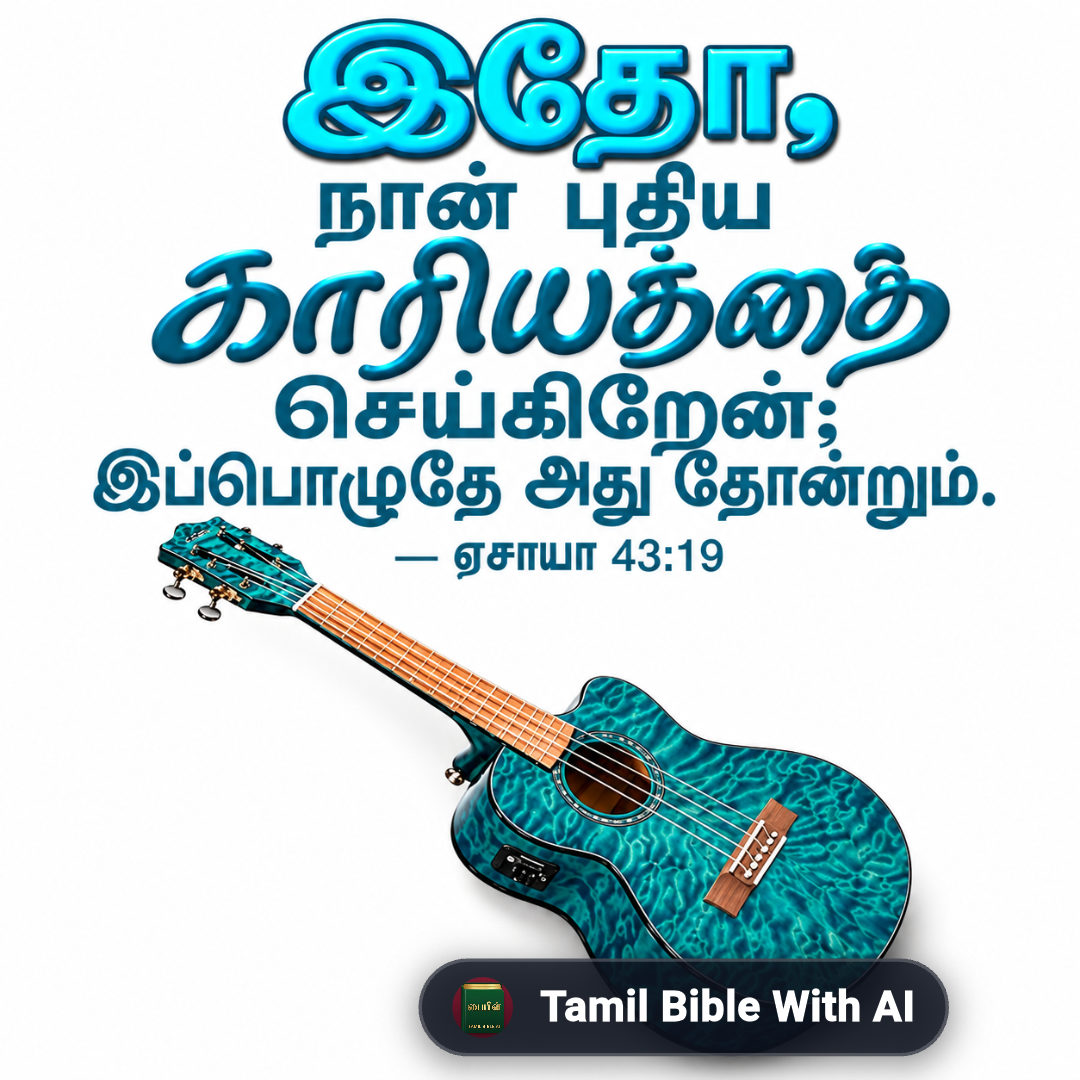 இதோ,
நான் புதிய
காரியத்தை
செய்கிறேன்;
இப்பொழுதே அது தோன்றும்.
— ஏசாயா 43:19
Tamil Bible With AI